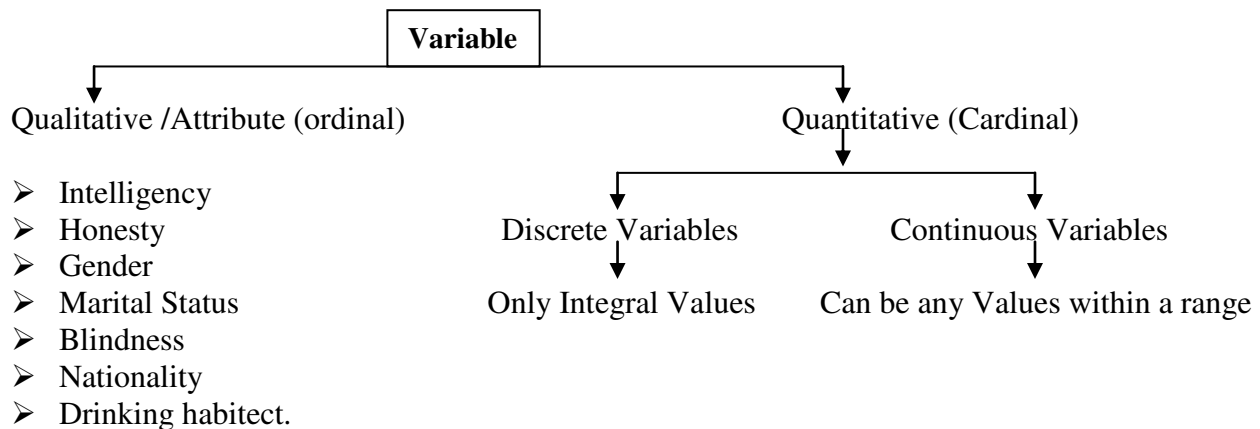 Variable
Qualitative /Attribute (ordinal)
Quantitative (Cardinal)
➢ Intelligency
➢ Honesty
➢ Gender
➢ Marital Status
➢ Blindness
➢ Nationality
➢ Drinking habitect.
Discrete Variables
Continuous Variables
Only Integral Values
Can be any Values within a range